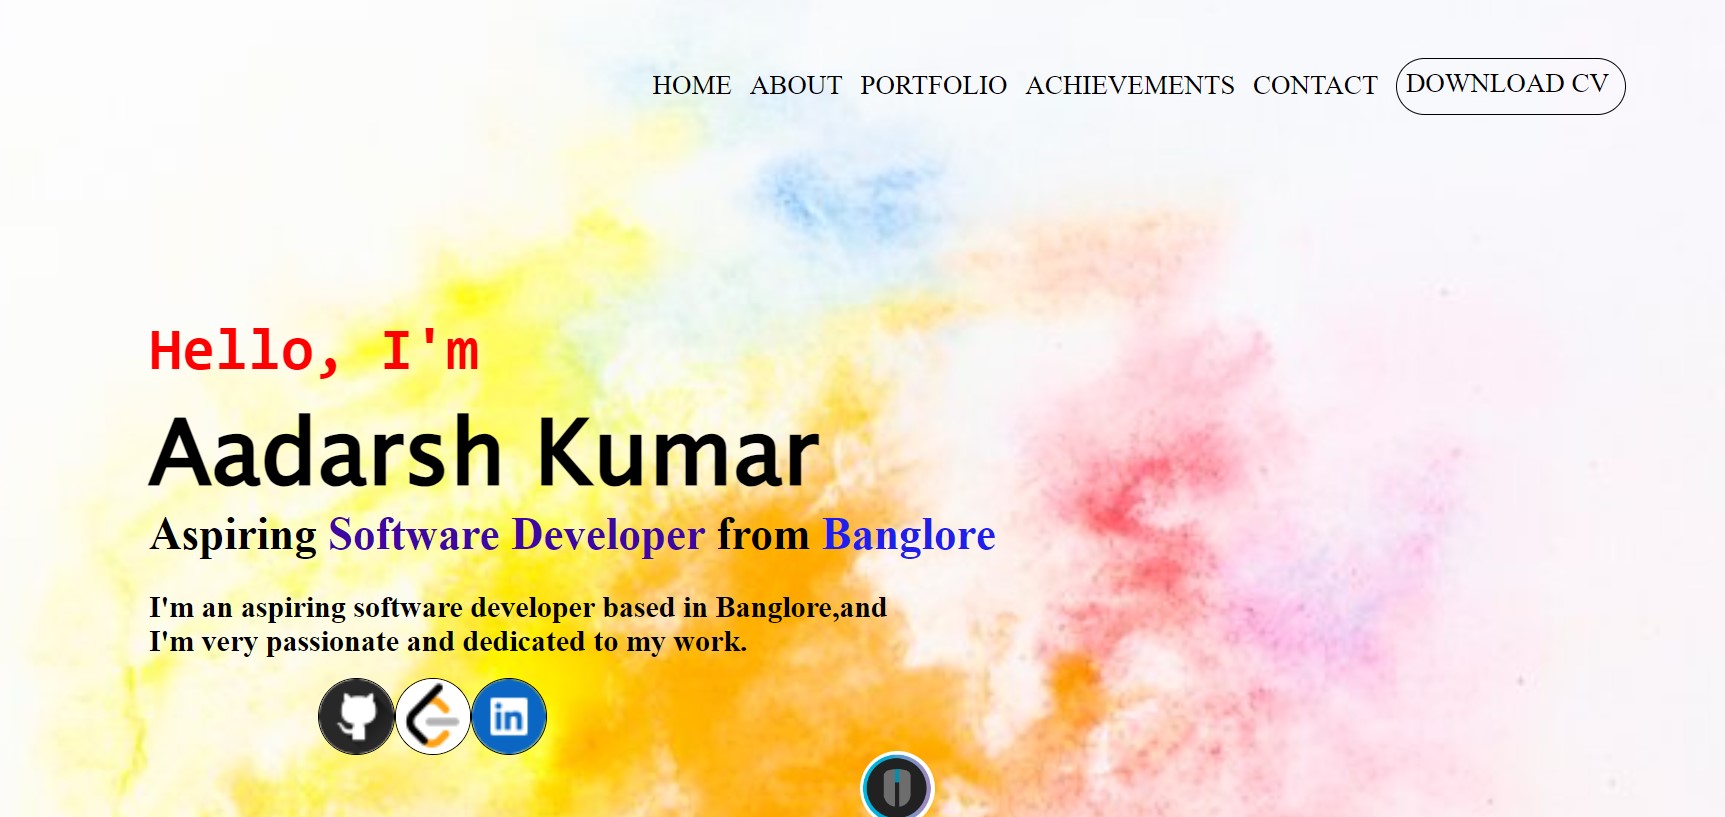 HOME ABOUT PORTFOLIO ACHIEVEMENTS CONTACT DOWNLOAD CV
Hello, I'm
Aadarsh Kumar
Aspiring Software Developer from Banglore
I'm an aspiring software developer based in Banglore,and
I'm very passionate and dedicated to my work.
in